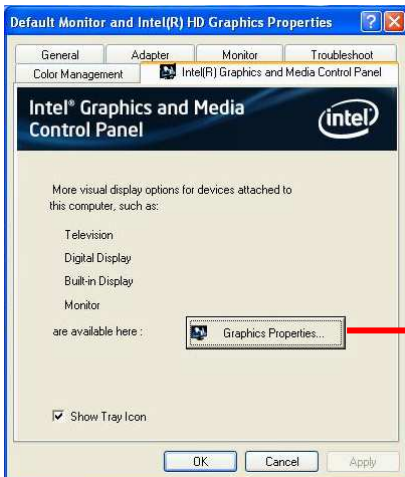 Default Monitor and Intel(R) HD Graphics Properties
General Adapter Monitor Troubleshoot
Color Management Intel(R) Graphics and Media Control Panel
Intel® Graphics and Media
Control Panel
intel
More visual display options for devices attached to
this computer, such as:
Television
Digital Display
Built-in Display
Monitor
are available here :
Graphics Properties...
Show Tray Icon
OK Cancel Apply